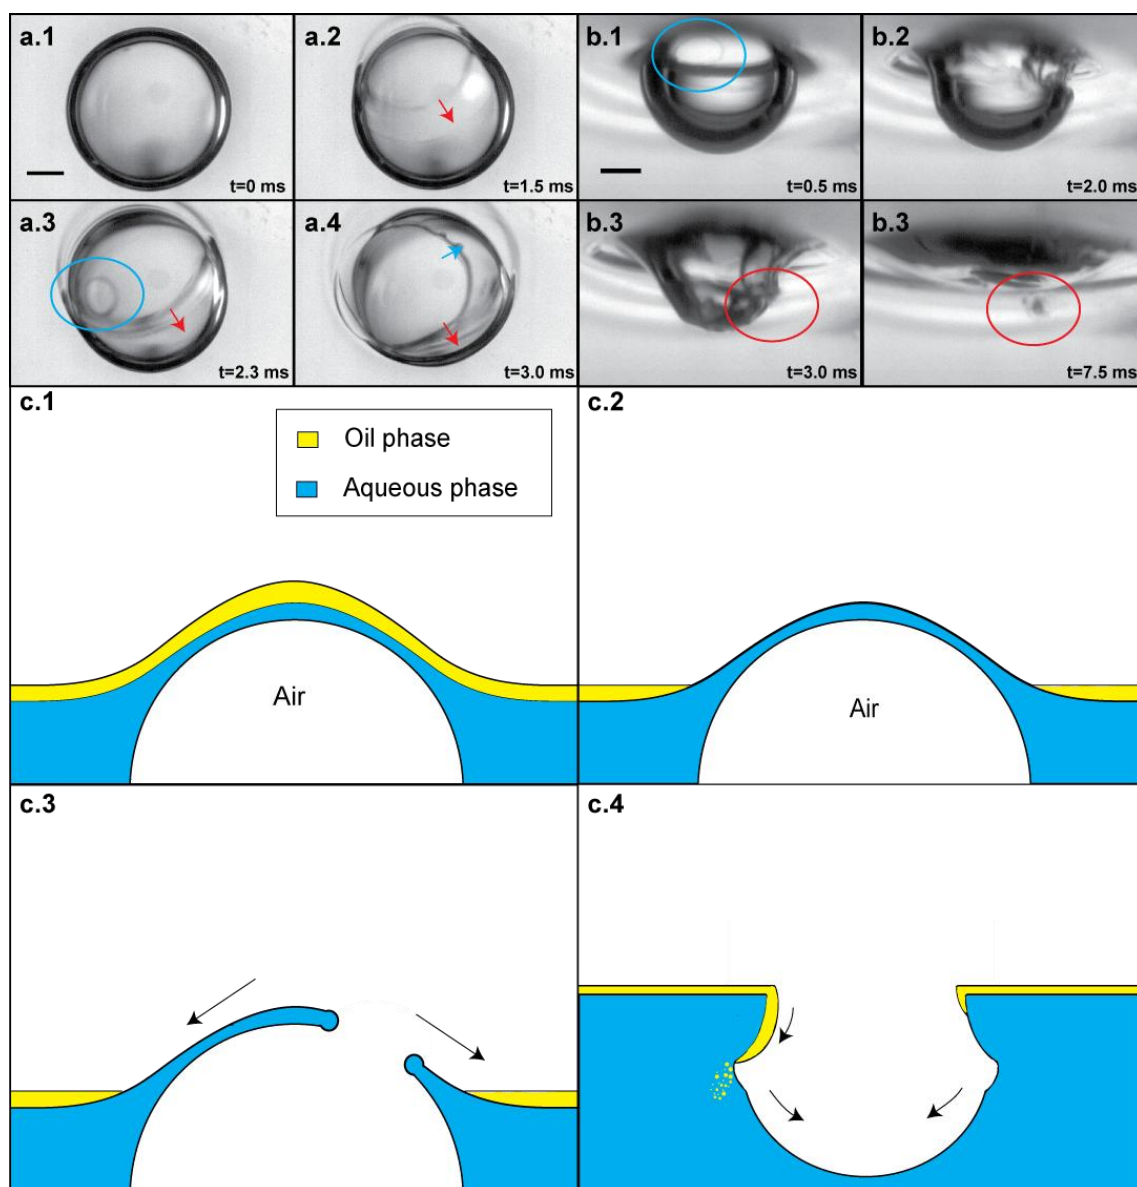 a.1
t=0 ms
a.2
t=1.5 ms
b.1
t=0.5 ms
b.2
t=2.0 ms
a.3
t=2.3 ms
a.4
t=3.0 ms
b.3
t=3.0 ms
b.3
t=7.5 ms
c.1
Oil phase
Aqueous phase
Air
c.2
Air
c.3
c.4